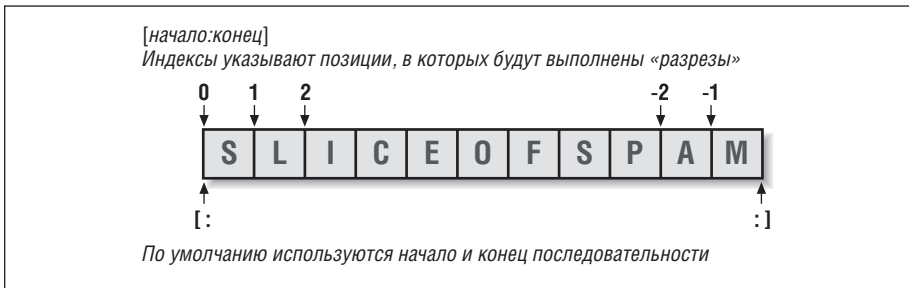 [начало:конец]
Индексы указывают позиции, в которых будут выполнены «разрезы»
0 1 2 -2 -1
S L I C E O F S P A M
[: :]
По умолчанию используются начало и конец последовательности